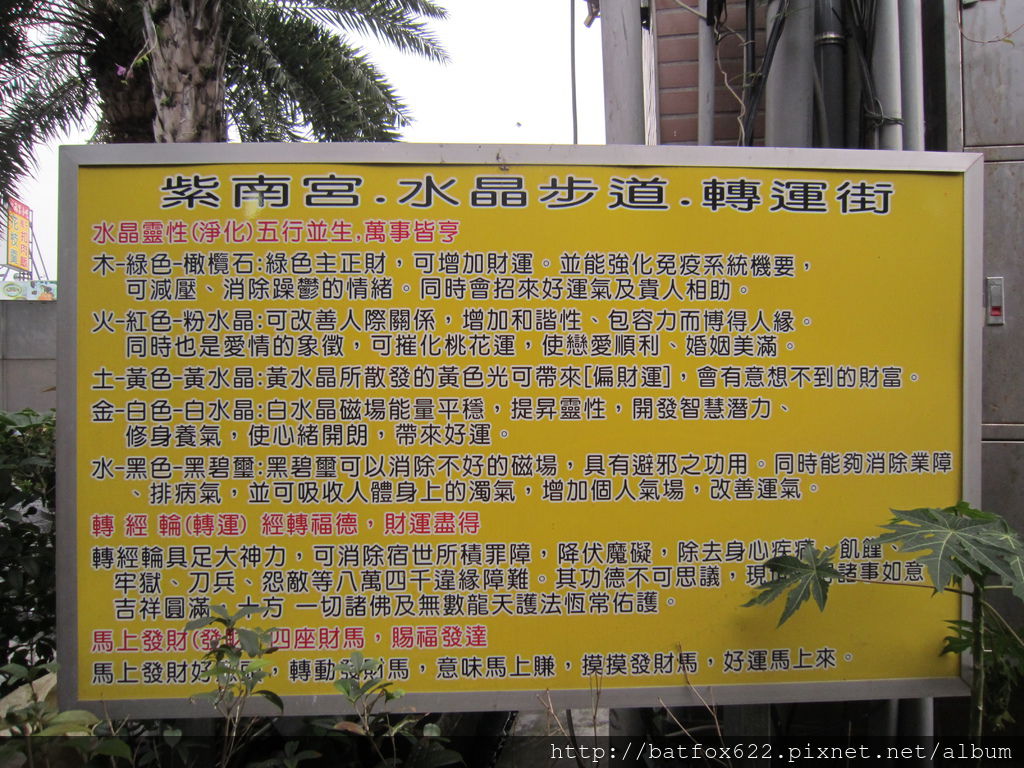 紫南宮.水晶步道.轉運街
水晶靈性(淨化)五行並生,萬事皆亨
木-綠色-橄欖石:綠色主正財，可增加財運。並能強化免疫系統機要，
可減壓、消除躁鬱的情緒。同時會招來好運氣及貴人相助。
火-紅色-粉水晶:可改善人際關係，增加和諧性、包容力而博得人緣。
同時也是愛情的象徵，可摧化桃花運，使戀愛順利、婚姻美滿。
土-黃色-黃水晶:黃水晶所散發的黃色光可帶來[偏財運]，會有意想不到的財富。
金-白色-白水晶:白水晶磁場能量平穩，提昇靈性，開發智慧潛力、
修身養氣，使心緒開朗，帶來好運。
水-黑色-黑碧璽:黑碧璽可以消除不好的磁場，具有避邪之功用。同時能夠消除業障
、排病氣，並可吸收人體身上的濁氣，增加個人氣場，改善運氣。
轉 經 輪(轉運) 經轉福德，財運盡得
轉經輪具足大神力，可消除宿世所積罪障，降伏魔礙，除去身心疾 飢饉
牢獄、刀兵、怨敵等八萬四千違緣障難。其功德不可思議，現 諸事如意
吉祥圓滿 十方 一切諸佛及無數龍天護法恆常佑護。
馬上發財(發 四座財馬，賜福發達
馬上發財好 ，轉動發財馬，意味馬上賺，摸摸發財馬，好運馬上來。
http://batfox622.pixnet.net/album